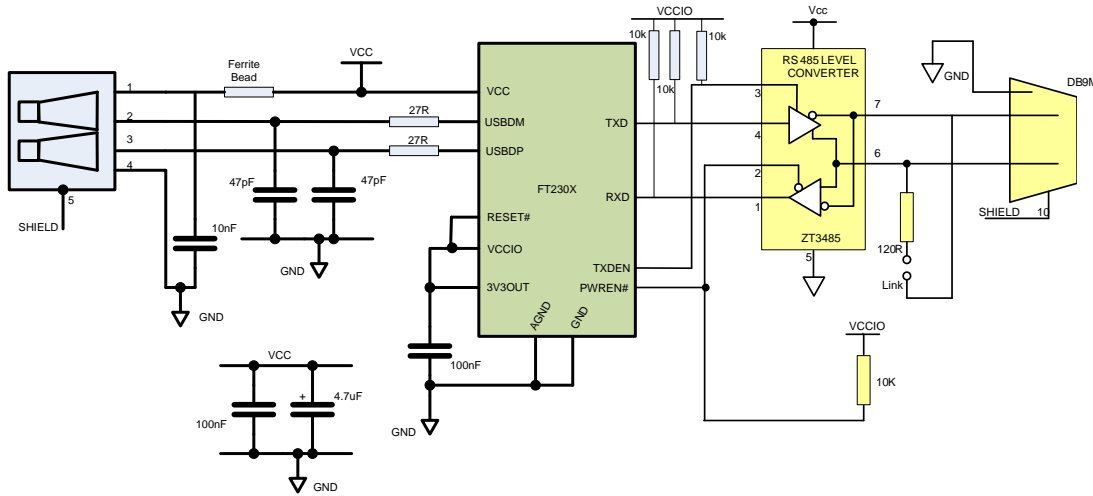 VCCIO
Vcc
10k
10k
10k
VCC
Ferrite
Bead
RS 485 LEVEL
CONVERTER
GND
DB9M
1
2
3
4
5
SHIELD
27R
27R
47pF
47pF
10nF
GND
GND
VCC
USBDM
USBDP
RESET#
VCCIO
3V3OUT
FT230X
TXD
RXD
TXDEN
PWREN#
AGND
GND
3
4
2
1
7
6
ZT3485
5
SHIELD
10
120R
Link
VCCIO
10K
100nF
GND
VCC
100nF
+
4.7uF
GND